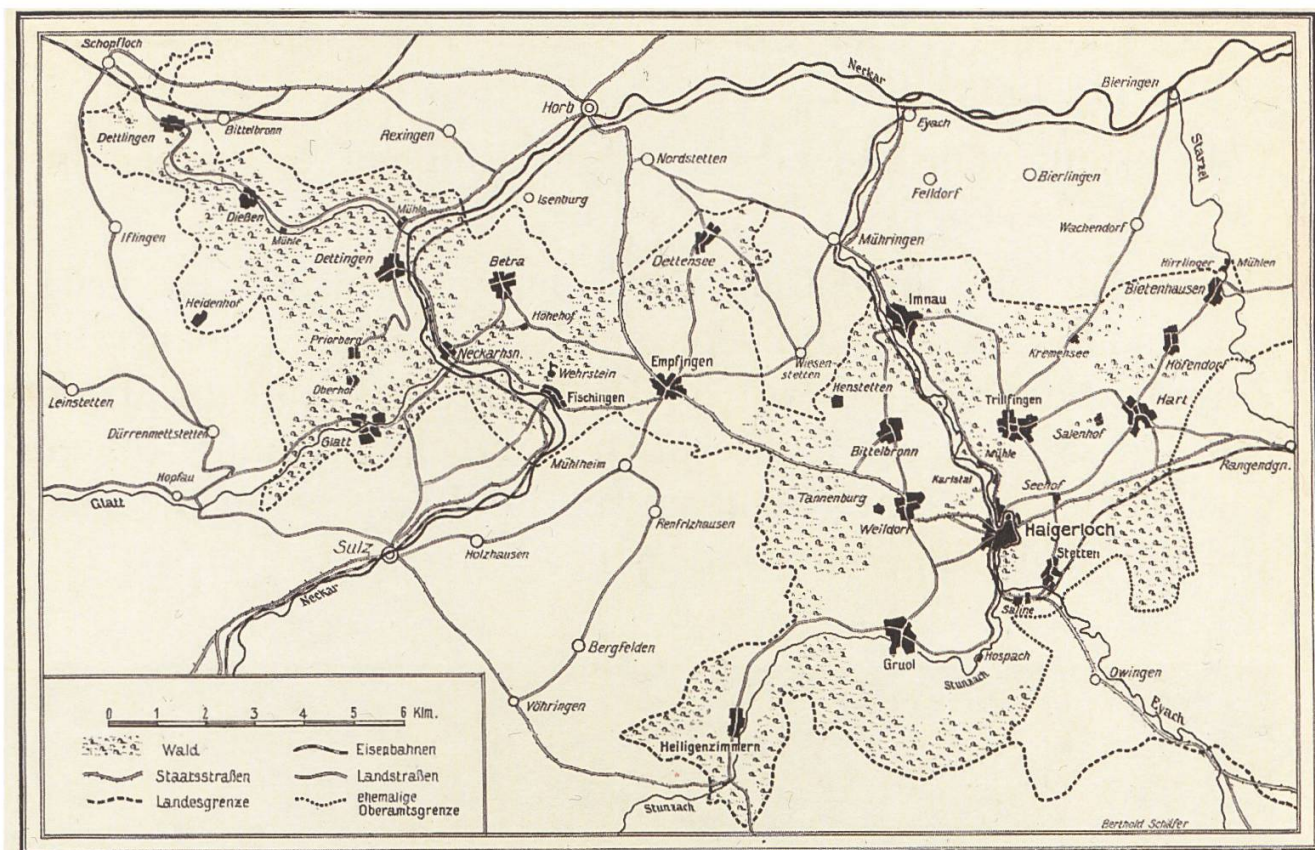 Schopfloch
Dettlingen
Bittelbronn
Rexingen
Horb
Neckar
Eyach
Bieringen
Starzel
Nordstetten
Felldorf
Bierlingen
Isenburg
Dießen
Mühle
Mühle
Iflingen
Mühringen
Wachendorf
Hirrlinger Mühlen
Bietenhausen
Dettingen
Betra
Dettensee
Imnau
Heidenhof
Höhehof
Priorberg
Neckarhsn.
Kremensee
Höfendorf
Empfingen
Wiesen-
stetten
Wehrstein
Fischingen
Oberhof
Henstetten
Trillfingen
Hart
Salenhof
Leinstetten
Dürrenmettstetten
Glatt
Bittelbronn
Mühle
Rangendgn.
Mühlheim
Hopfau
Glatt
Karlstal
Seehof
Tannenburg
Weildorf
Renfrizhausen
Haigerloch
Sulz
Holzhausen
Stetten
Neckar
Saline
Bergfelden
Gruol
Hospach
Stunzach
Owingen
Eyach
Vöhringen
Heiligenzimmern
Stunzach
0 1 2 3 4 5 6 Klm.
Wald
Eisenbahnen
Staatsstraßen
Landstraßen
Landesgrenze
ehemalige
Oberamtsgrenze
Berthold Schäfer